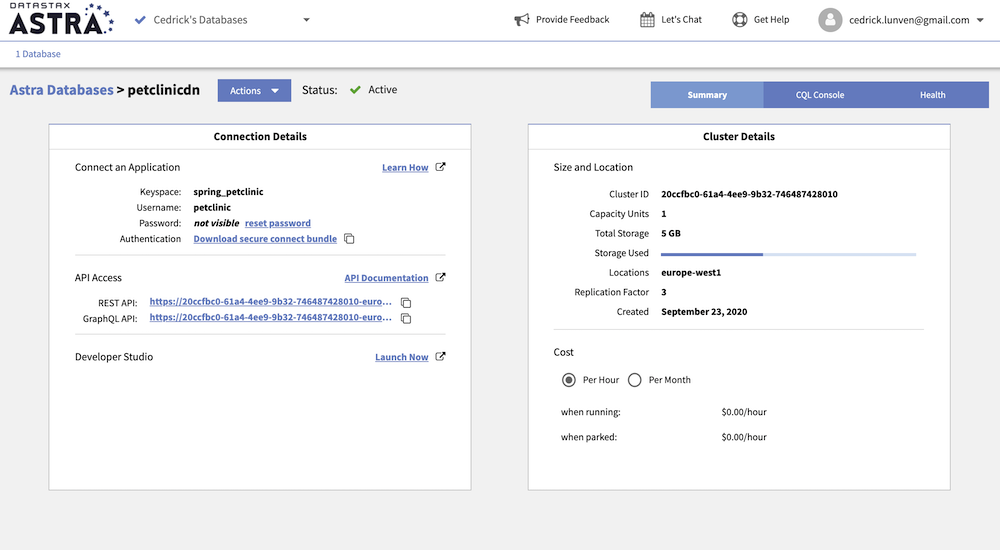 DATASTAX
ASTRA
Cedrick's Databases
Provide Feedback
Let's Chat
Get Help
cedrick.lunven@gmail.com
1 Database
Astra Databases > petclinicdn
Actions
Status:
Active
Summary
CQL Console
Health
Connection Details
Connect an Application
Learn How
Keyspace: spring_petclinic
Username: petclinic
Password: not visible reset password
Authentication Download secure connect bundle
API Access
API Documentation
REST API: https://20ccfbc0-61a4-4ee9-9b32-746487428010-euro...
GraphQL API: https://20ccfbc0-61a4-4ee9-9b32-746487428010-euro...
Developer Studio
Launch Now
Cluster Details
Size and Location
Cluster ID 20ccfbc0-61a4-4ee9-9b32-746487428010
Capacity Units 1
Total Storage 5 GB
Storage Used
Locations europe-west1
Replication Factor 3
Created September 23, 2020
Cost
Per Hour
Per Month
when running: $0.00/hour
when parked: $0.00/hour